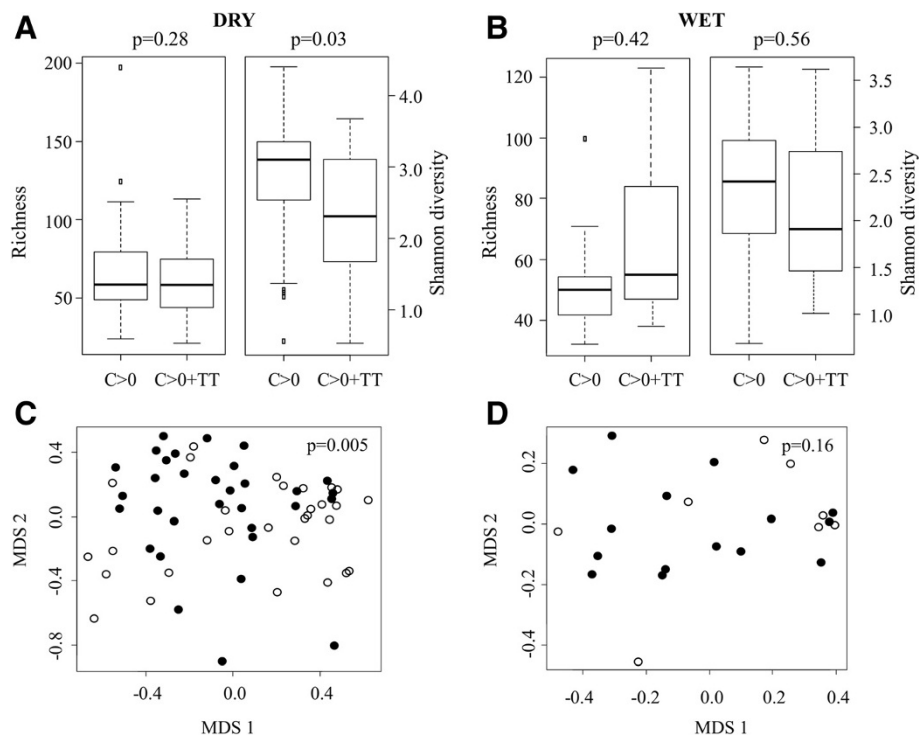 A DRY
p=0.28 p=0.03
Richness
200
150
100
50
4.0
3.0
2.0
1.0
Shannon diversity
C>0 C>0+TT C>0 C>0+TT
B WET
p=0.42 p=0.56
Richness
120
100
80
60
40
3.5
3.0
2.5
2.0
1.5
1.0
Shannon diversity
C>0 C>0+TT C>0 C>0+TT
C
p=0.005
MDS 2
0.4
0.0
-0.4
-0.8
-0.4 0.0 0.4
MDS 1
D
p=0.16
MDS 2
0.2
0.0
-0.2
-0.4
-0.4 -0.2 0.0 0.2 0.4
MDS 1